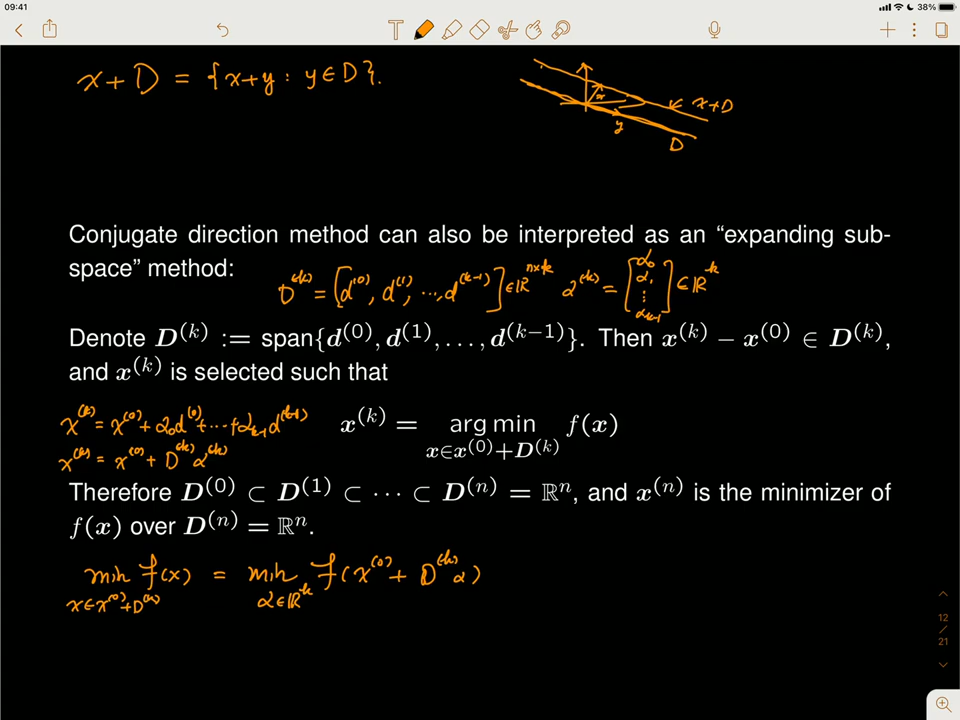 09:41
38%
T
x + D = {x+y : y ∈ D}.
x
x+D
y
D
Conjugate direction method can also be interpreted as an “expanding sub-
space” method:
D^(k) = [d^(0), d^(1), ..., d^(k-1)] ∈ ℝ^{n×k} α^(k) = [α_0 α_1 ⋮ α_{k-1}] ∈ ℝ^k
Denote D^(k) := span{d^(0), d^(1), . . . , d^(k−1)}. Then x^(k) − x^(0) ∈ D^(k),
and x^(k) is selected such that
x^(k) = x^(0) + α_0 d^(0) + ⋯ + α_{k-1} d^(k-1)
x^(k) = arg min f(x)
x∈x^(0)+D^(k)
x^(k) = x^(0) + D^(k) α^(k)
Therefore D^(0) ⊂ D^(1) ⊂ ⋯ ⊂ D^(n) = ℝ^n, and x^(n) is the minimizer of
f(x) over D^(n) = ℝ^n.
min f(x) = min f(x^(0) + D^(k) α)
x∈x^(0)+D^(k) α∈ℝ^k
12
/
21